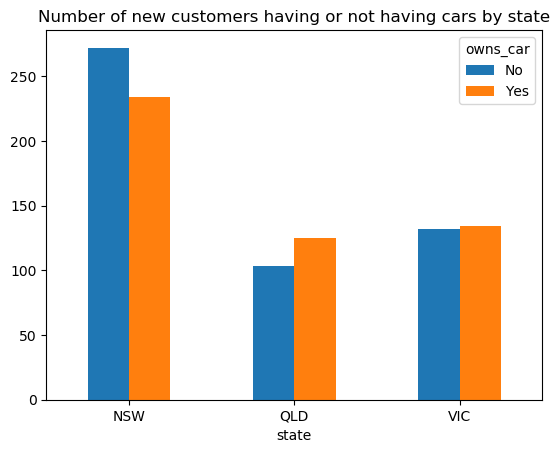 Number of new customers having or not having cars by state
owns_car
No
Yes
250
200
150
100
50
0
NSW
QLD
VIC
state